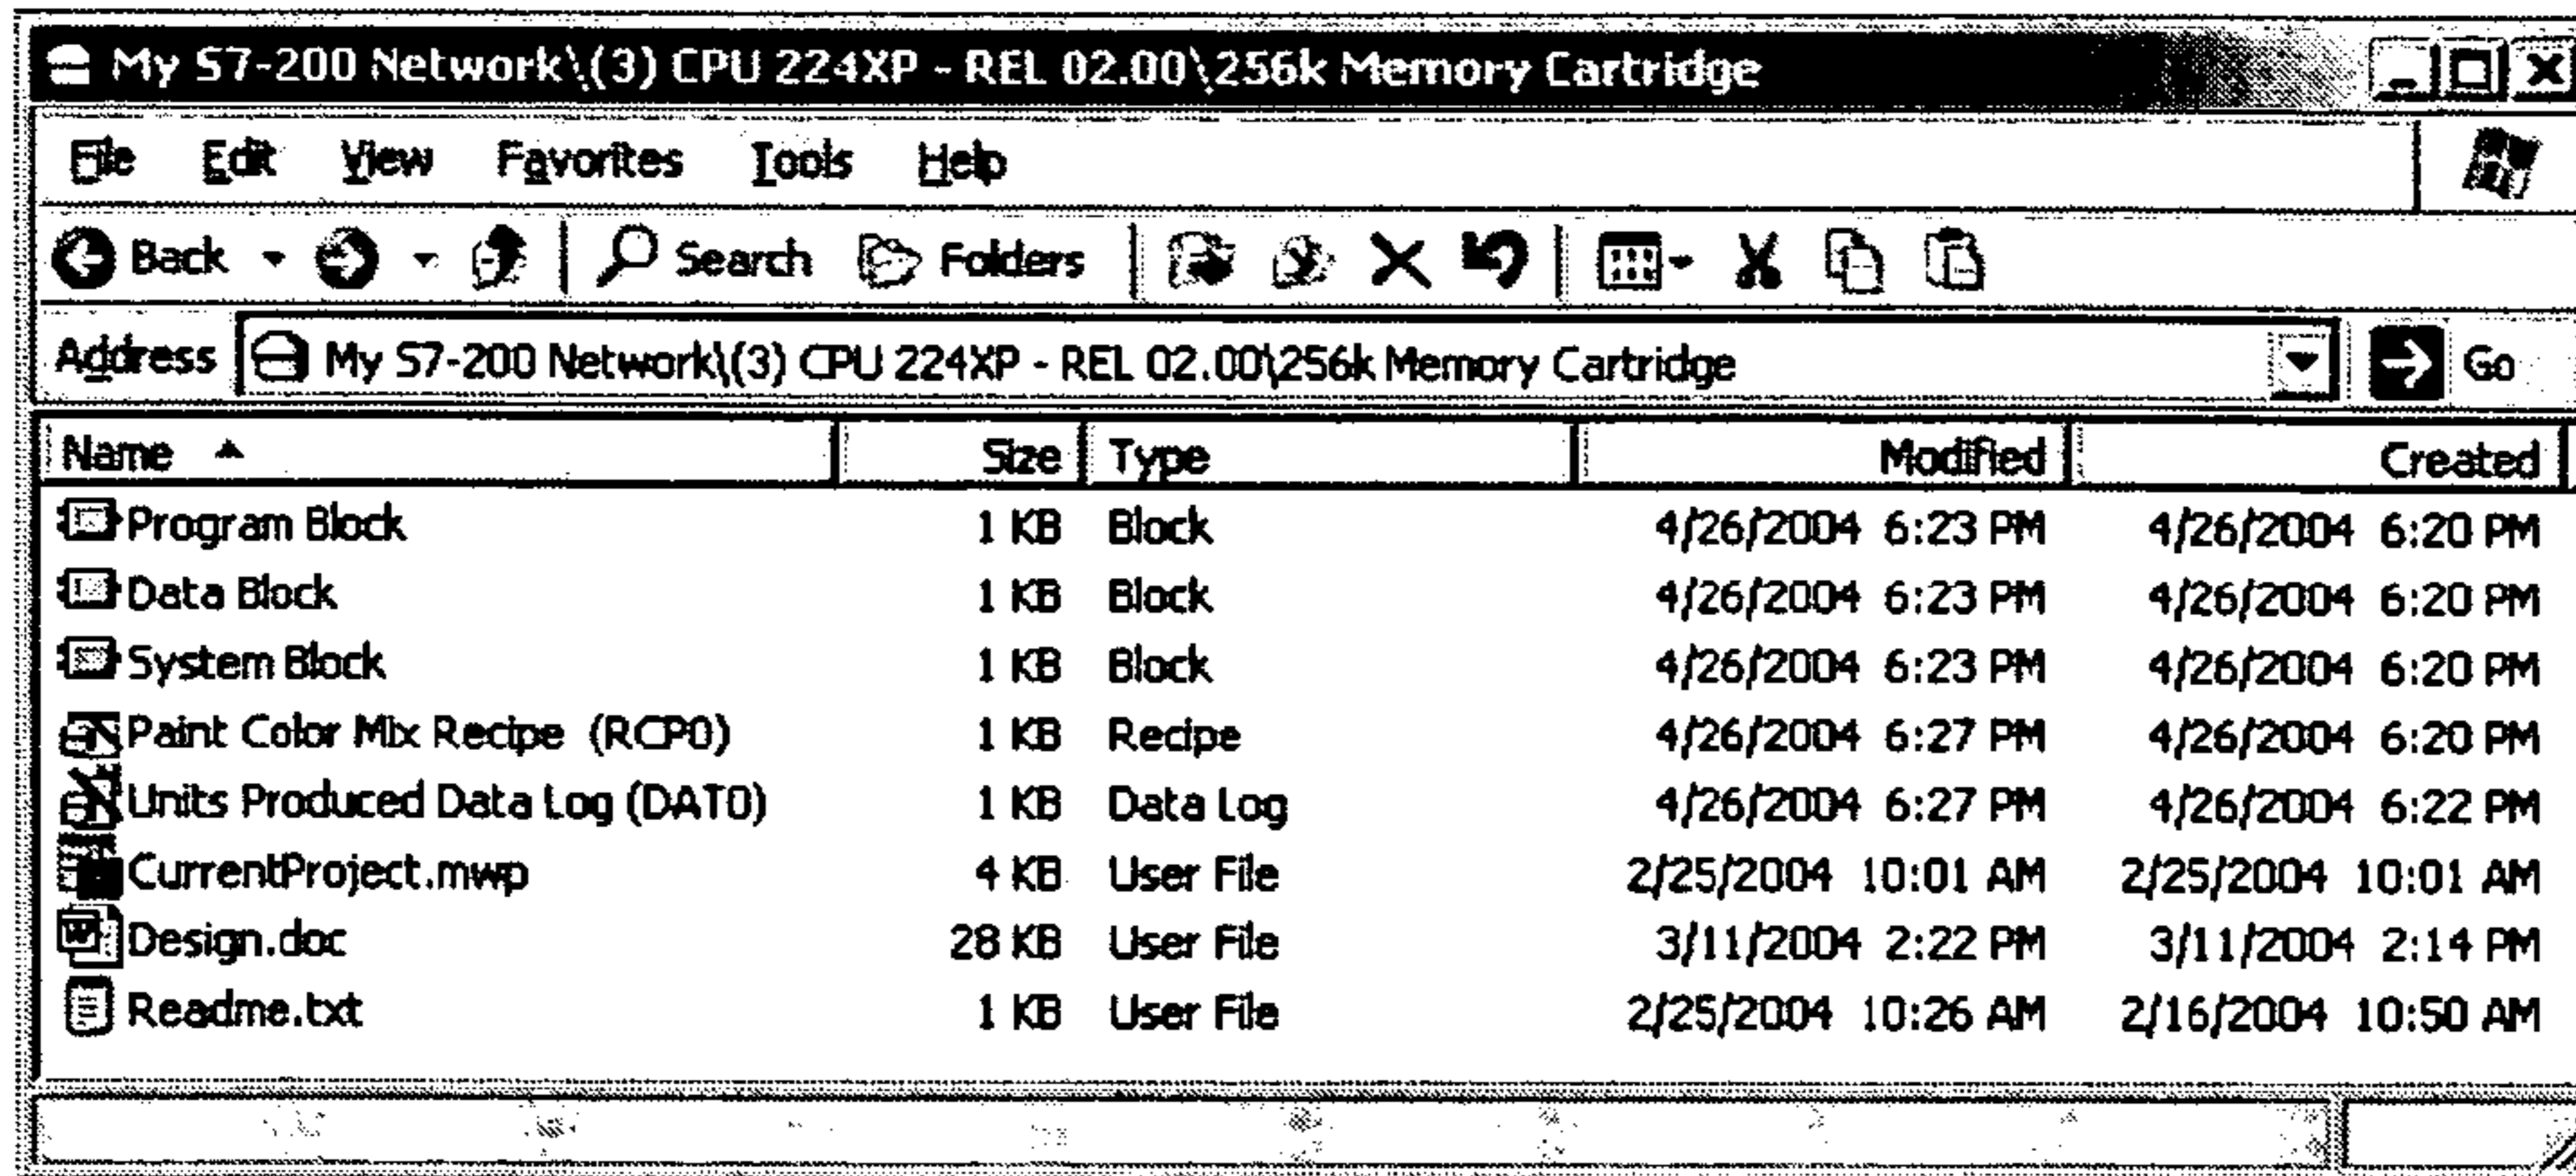 My S7-200 Network\(3) CPU 224XP - REL 02.00\256k Memory Cartridge
File Edit View Favorites Tools Help
Back Search Folders
Address My S7-200 Network\(3) CPU 224XP - REL 02.00\256k Memory Cartridge Go
Name Size Type Modified Created
Program Block 1 KB Block 4/26/2004 6:23 PM 4/26/2004 6:20 PM
Data Block 1 KB Block 4/26/2004 6:23 PM 4/26/2004 6:20 PM
System Block 1 KB Block 4/26/2004 6:23 PM 4/26/2004 6:20 PM
Paint Color Mix Recipe (RCP0) 1 KB Recipe 4/26/2004 6:27 PM 4/26/2004 6:20 PM
Units Produced Data Log (DAT0) 1 KB Data Log 4/26/2004 6:27 PM 4/26/2004 6:22 PM
CurrentProject.mwp 4 KB User File 2/25/2004 10:01 AM 2/25/2004 10:01 AM
Design.doc 28 KB User File 3/11/2004 2:22 PM 3/11/2004 2:14 PM
Readme.txt 1 KB User File 2/25/2004 10:26 AM 2/16/2004 10:50 AM